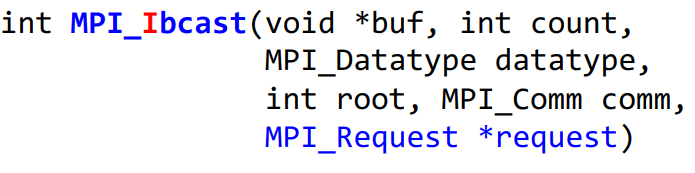 int MPI_Ibcast(void *buf, int count,
MPI_Datatype datatype,
int root, MPI_Comm comm,
MPI_Request *request)